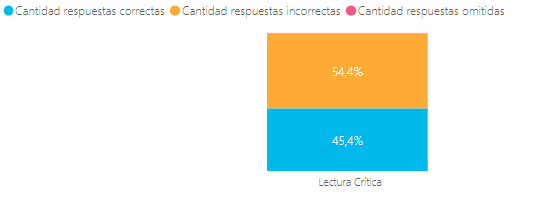 Cantidad respuestas correctas Cantidad respuestas incorrectas Cantidad respuestas omitidas
54,4%
45,4%
Lectura Crítica